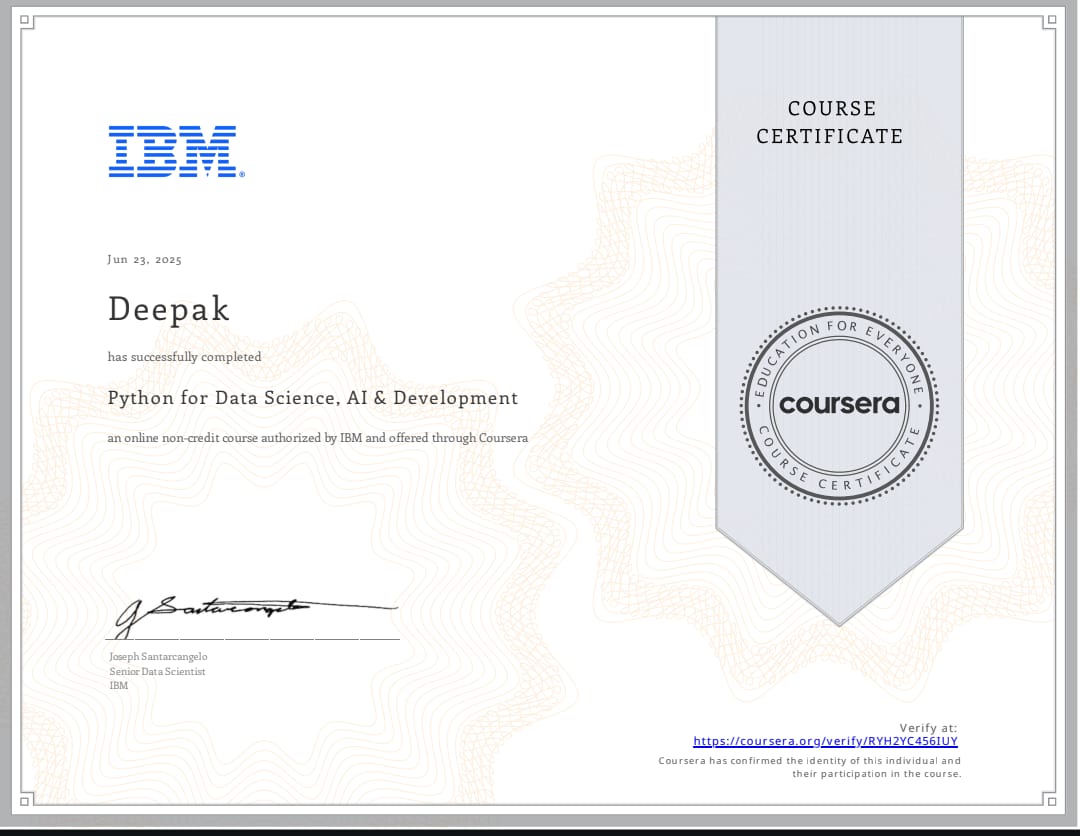 COURSE
CERTIFICATE
IBM®
Jun 23, 2025
Deepak
has successfully completed
Python for Data Science, AI & Development
an online non-credit course authorized by IBM and offered through Coursera
EDUCATION FOR EVERYONE
coursera
COURSE CERTIFICATE
J Santarcangelo
Joseph Santarcangelo
Senior Data Scientist
IBM
Verify at:
https://coursera.org/verify/RYH2YC456IUY
Coursera has confirmed the identity of this individual and
their participation in the course.